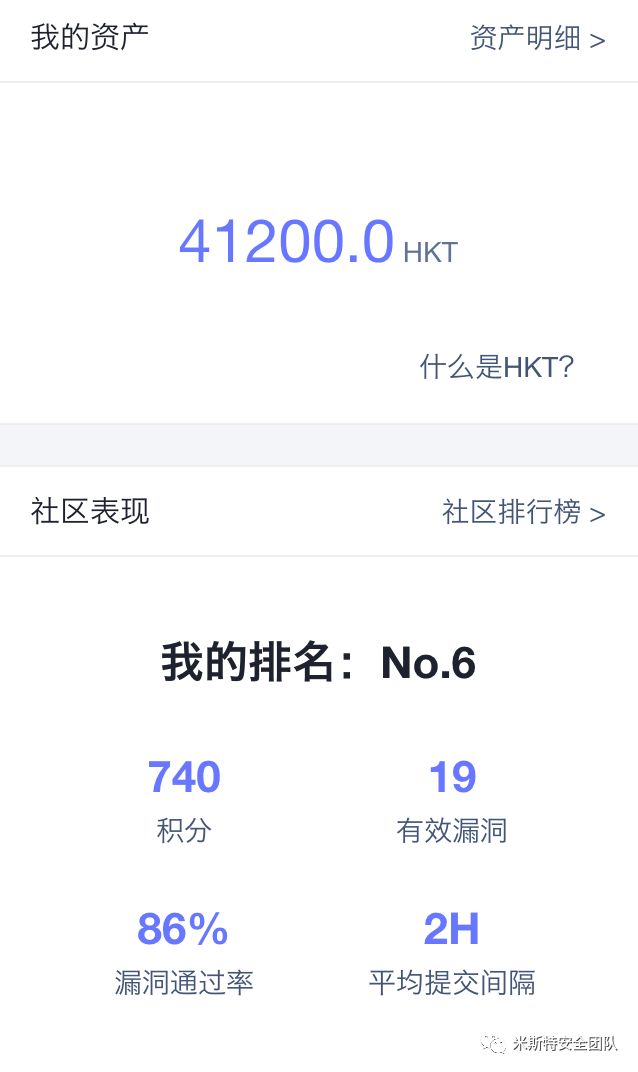 我的资产 资产明细 >
41200.0 HKT
什么是HKT?
社区表现 社区排行榜 >
我的排名：No.6
740 19
积分 有效漏洞
86% 2H
漏洞通过率 平均提交间隔
米斯特安全团队